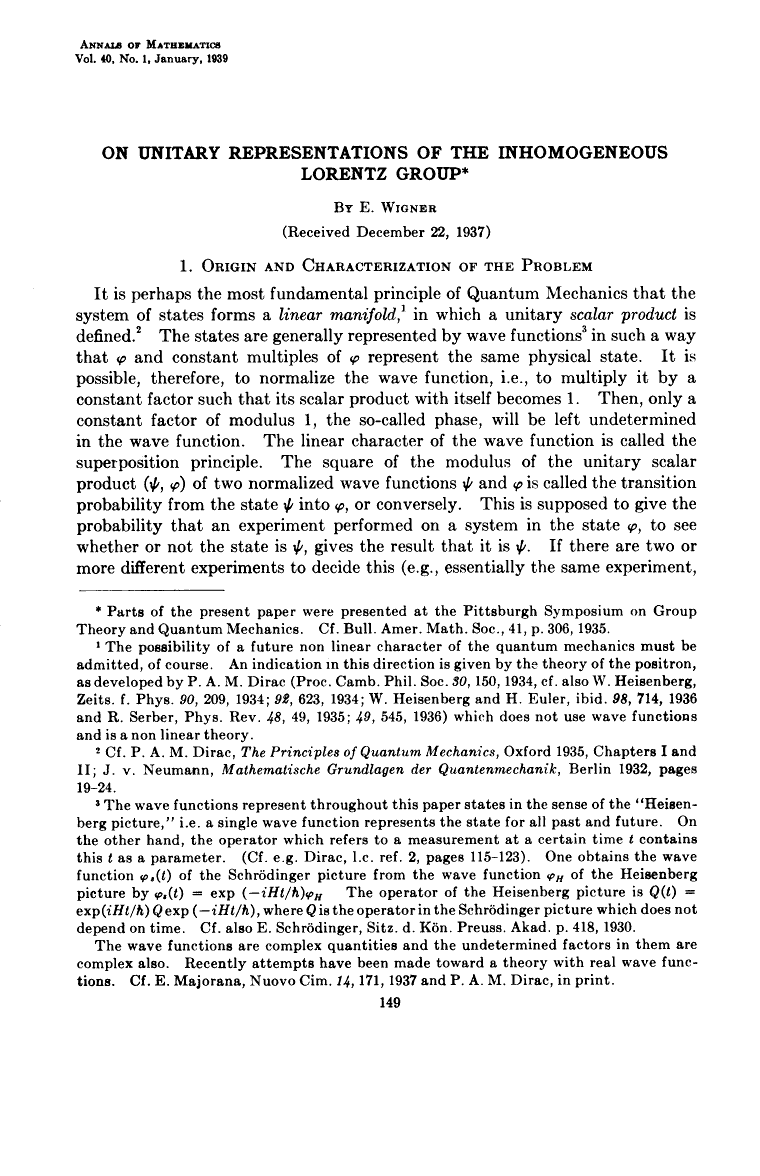 ANNALS OF MATHEMATICS
Vol. 40, No. 1, January, 1939
ON UNITARY REPRESENTATIONS OF THE INHOMOGENEOUS
LORENTZ GROUP*
BY E. WIGNER
(Received December 22, 1937)
1. ORIGIN AND CHARACTERIZATION OF THE PROBLEM
It is perhaps the most fundamental principle of Quantum Mechanics that the
system of states forms a linear manifold,¹ in which a unitary scalar product is
defined.² The states are generally represented by wave functions³ in such a way
that φ and constant multiples of φ represent the same physical state. It is
possible, therefore, to normalize the wave function, i.e., to multiply it by a
constant factor such that its scalar product with itself becomes 1. Then, only a
constant factor of modulus 1, the so-called phase, will be left undetermined
in the wave function. The linear character of the wave function is called the
superposition principle. The square of the modulus of the unitary scalar
product (ψ, φ) of two normalized wave functions ψ and φ is called the transition
probability from the state ψ into φ, or conversely. This is supposed to give the
probability that an experiment performed on a system in the state φ, to see
whether or not the state is ψ, gives the result that it is ψ. If there are two or
more different experiments to decide this (e.g., essentially the same experiment,
* Parts of the present paper were presented at the Pittsburgh Symposium on Group
Theory and Quantum Mechanics. Cf. Bull. Amer. Math. Soc., 41, p. 306, 1935.
¹ The possibility of a future non linear character of the quantum mechanics must be
admitted, of course. An indication in this direction is given by the theory of the positron,
as developed by P. A. M. Dirac (Proc. Camb. Phil. Soc. 30, 150, 1934, cf. also W. Heisenberg,
Zeits. f. Phys. 90, 209, 1934; 92, 623, 1934; W. Heisenberg and H. Euler, ibid. 98, 714, 1936
and R. Serber, Phys. Rev. 48, 49, 1935; 49, 545, 1936) which does not use wave functions
and is a non linear theory.
² Cf. P. A. M. Dirac, The Principles of Quantum Mechanics, Oxford 1935, Chapters I and
II; J. v. Neumann, Mathematische Grundlagen der Quantenmechanik, Berlin 1932, pages
19–24.
³ The wave functions represent throughout this paper states in the sense of the "Heisen-
berg picture," i.e. a single wave function represents the state for all past and future. On
the other hand, the operator which refers to a measurement at a certain time t contains
this t as a parameter. (Cf. e.g. Dirac, l.c. ref. 2, pages 115–123). One obtains the wave
function φₛ(t) of the Schrödinger picture from the wave function φ_H of the Heisenberg
picture by φₛ(t) = exp (−iHt/ℏ)φ_H The operator of the Heisenberg picture is Q(t) =
exp(iHt/ℏ) Q exp (−iHt/ℏ), where Q is the operator in the Schrödinger picture which does not
depend on time. Cf. also E. Schrödinger, Sitz. d. Kön. Preuss. Akad. p. 418, 1930.
The wave functions are complex quantities and the undetermined factors in them are
complex also. Recently attempts have been made toward a theory with real wave func-
tions. Cf. E. Majorana, Nuovo Cim. 14, 171, 1937 and P. A. M. Dirac, in print.
149